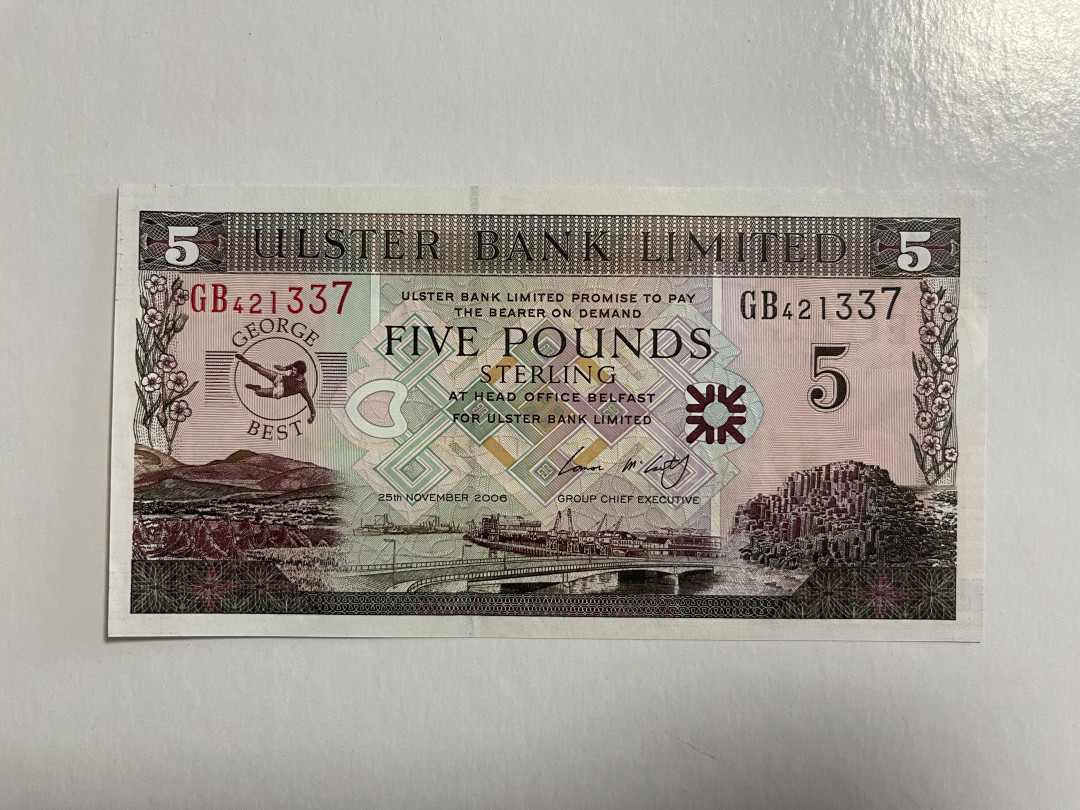 5 ULSTER BANK LIMITED 5
GB421337
ULSTER BANK LIMITED PROMISE TO PAY
THE BEARER ON DEMAND
GB421337
GEORGE
BEST
FIVE POUNDS
STERLING
AT HEAD OFFICE BELFAST
FOR ULSTER BANK LIMITED
5
25th NOVEMBER 2006
GROUP CHIEF EXECUTIVE